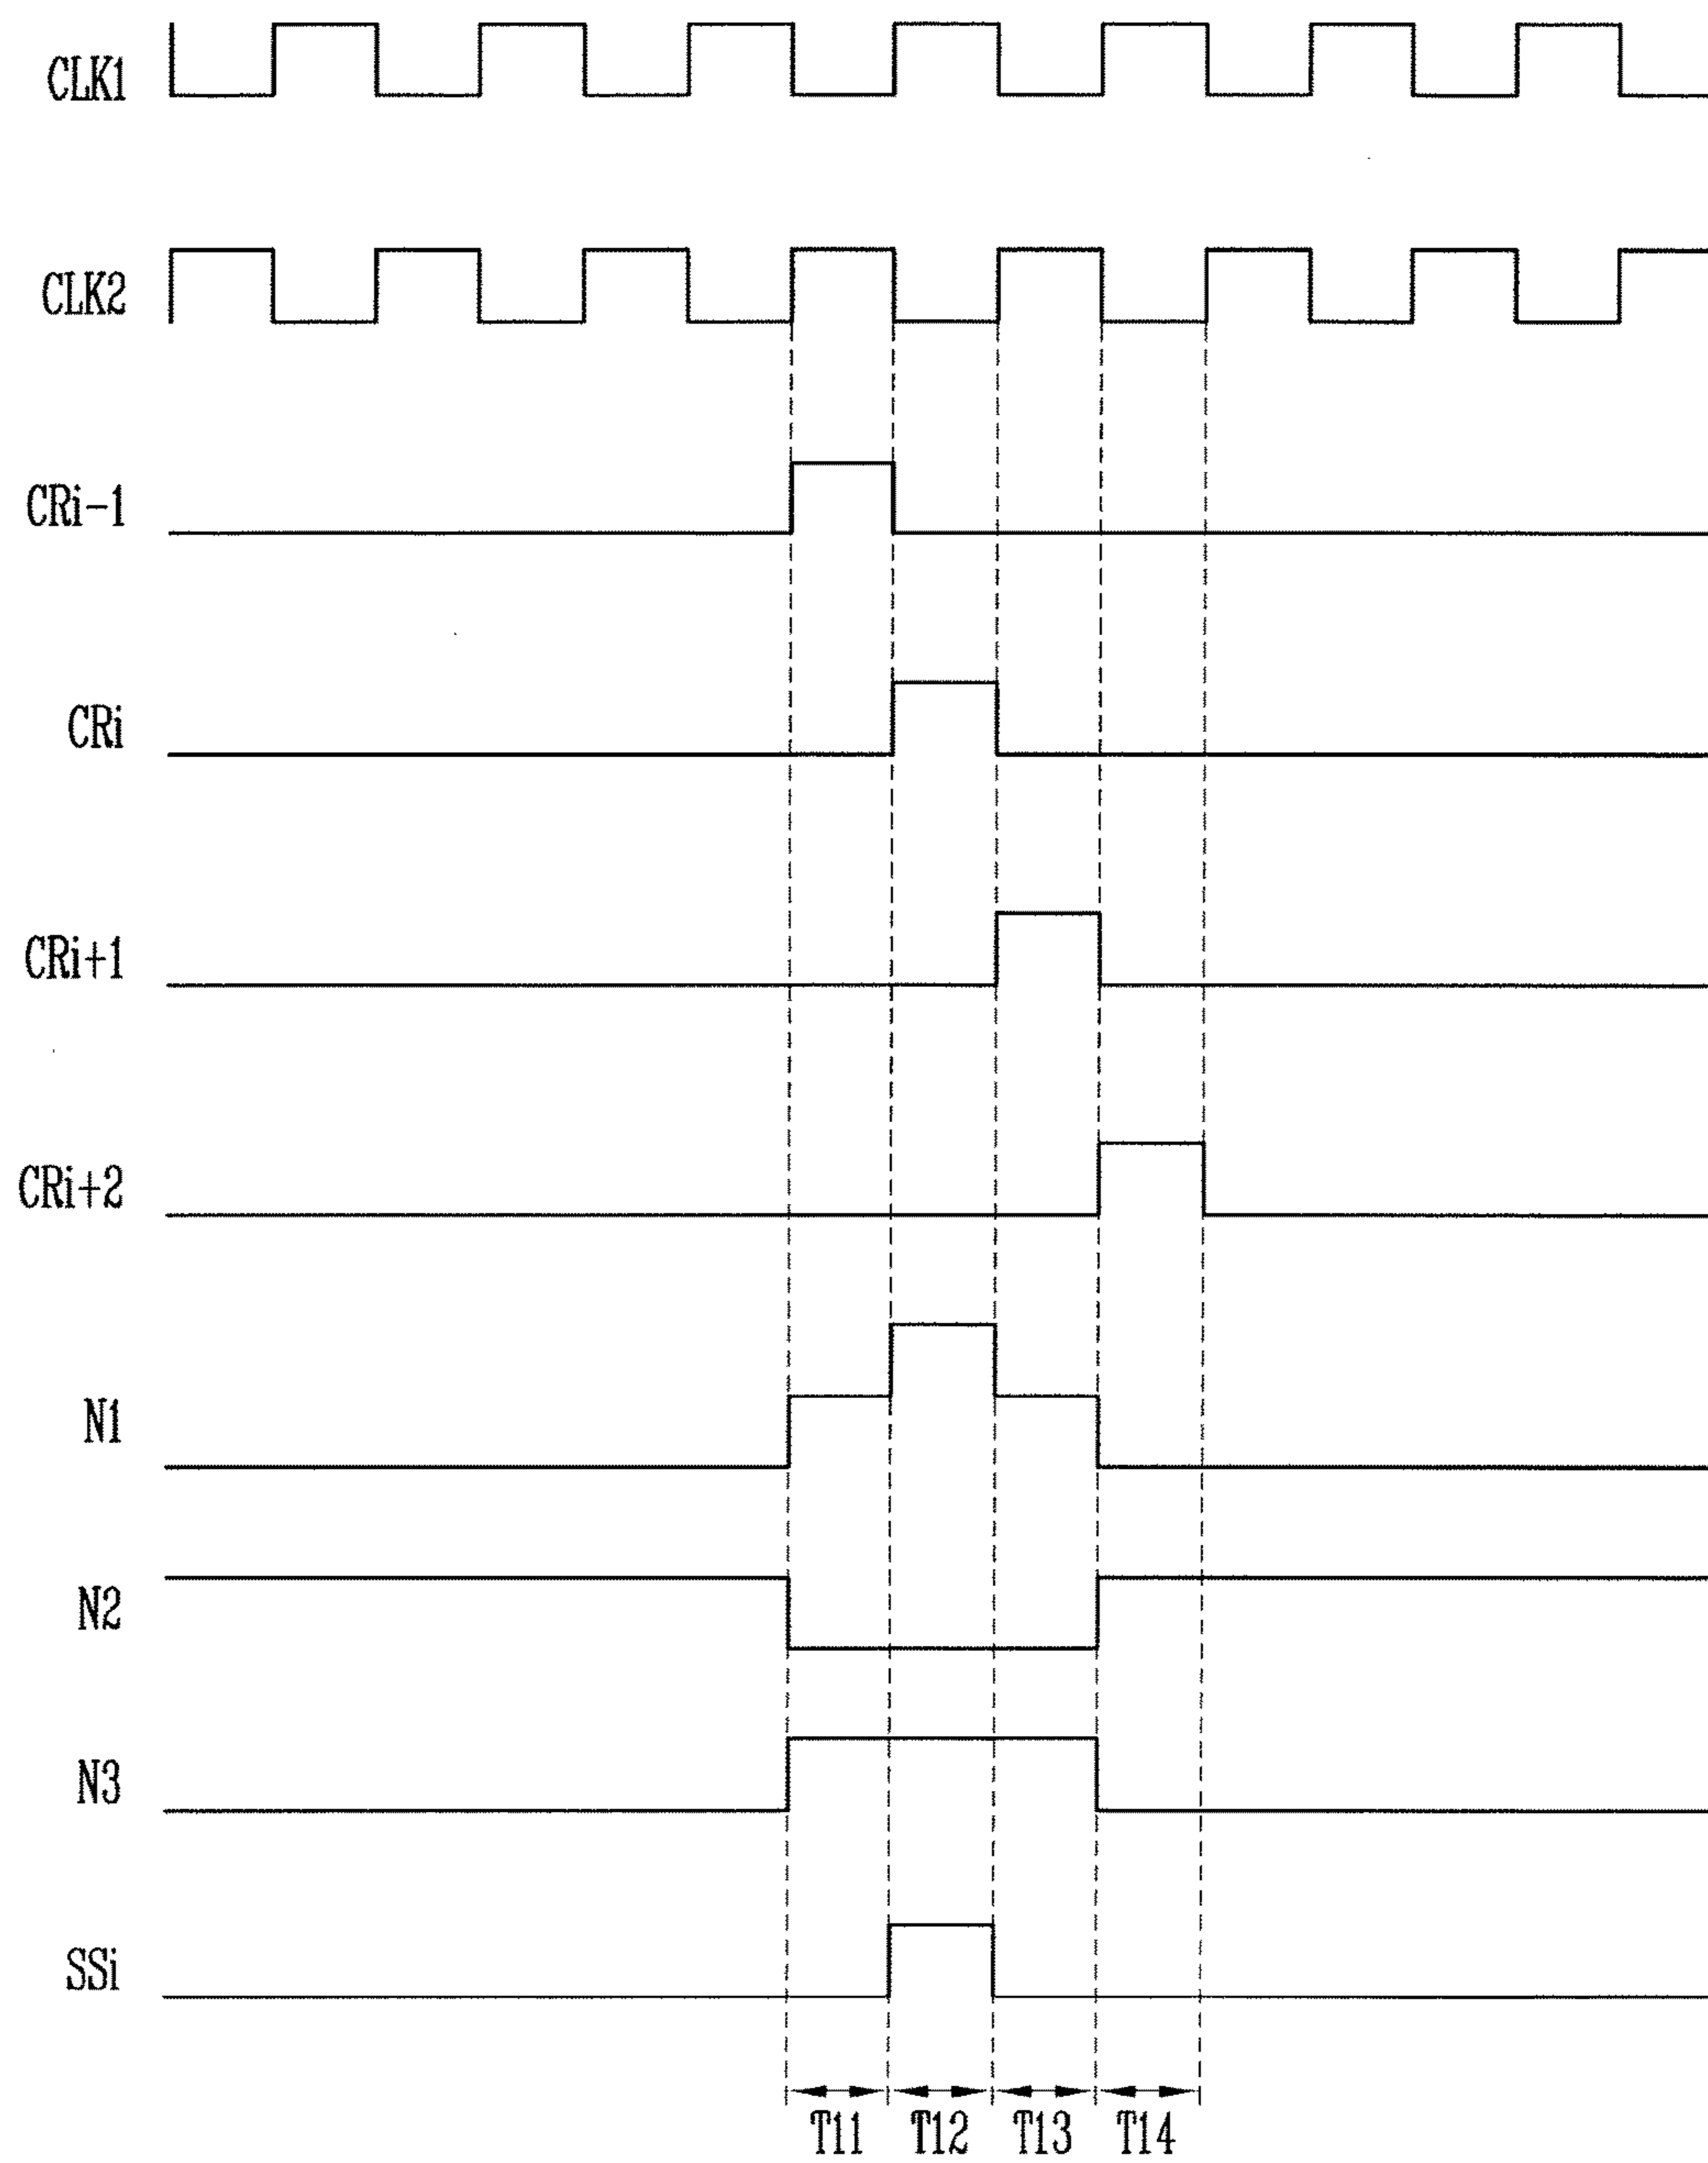 CLK1
CLK2
CRi-1
CRi
CRi+1
CRi+2
N1
N2
N3
SSi
T11 T12 T13 T14